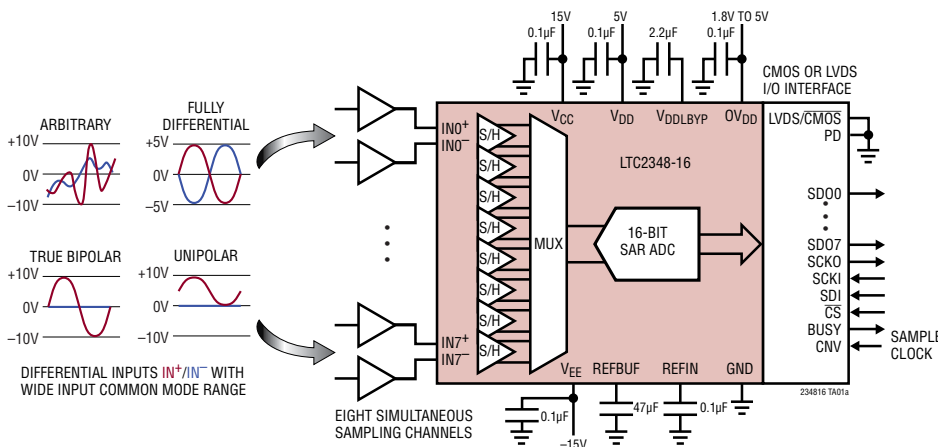 15V
5V
1.8V TO 5V
0.1µF
0.1µF
2.2µF
0.1µF
CMOS OR LVDS
I/O INTERFACE
ARBITRARY
FULLY
DIFFERENTIAL
+10V
0V
–10V
+5V
0V
–5V
TRUE BIPOLAR
UNIPOLAR
+10V
0V
–10V
+10V
0V
–10V
DIFFERENTIAL INPUTS IN+/IN– WITH
WIDE INPUT COMMON MODE RANGE
IN0+
IN0–
IN7+
IN7–
EIGHT SIMULTANEOUS
SAMPLING CHANNELS
S/H
S/H
S/H
S/H
S/H
S/H
S/H
S/H
MUX
VCC
VDD
VDDLBYP
OVDD
LTC2348-16
16-BIT
SAR ADC
VEE
REFBUF
REFIN
GND
0.1µF
–15V
47µF
0.1µF
LVDS/CMOS
PD
SDO0
SDO7
SCKO
SCKI
SDI
CS
BUSY
CNV
SAMPLE
CLOCK
234816 TA01a